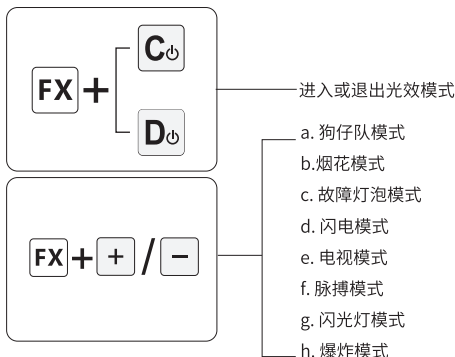 FX + C
D
进入或退出光效模式
a. 狗仔队模式
b.烟花模式
c. 故障灯泡模式
d. 闪电模式
e. 电视模式
f. 脉搏模式
g. 闪光灯模式
h. 爆炸模式
FX + + / −